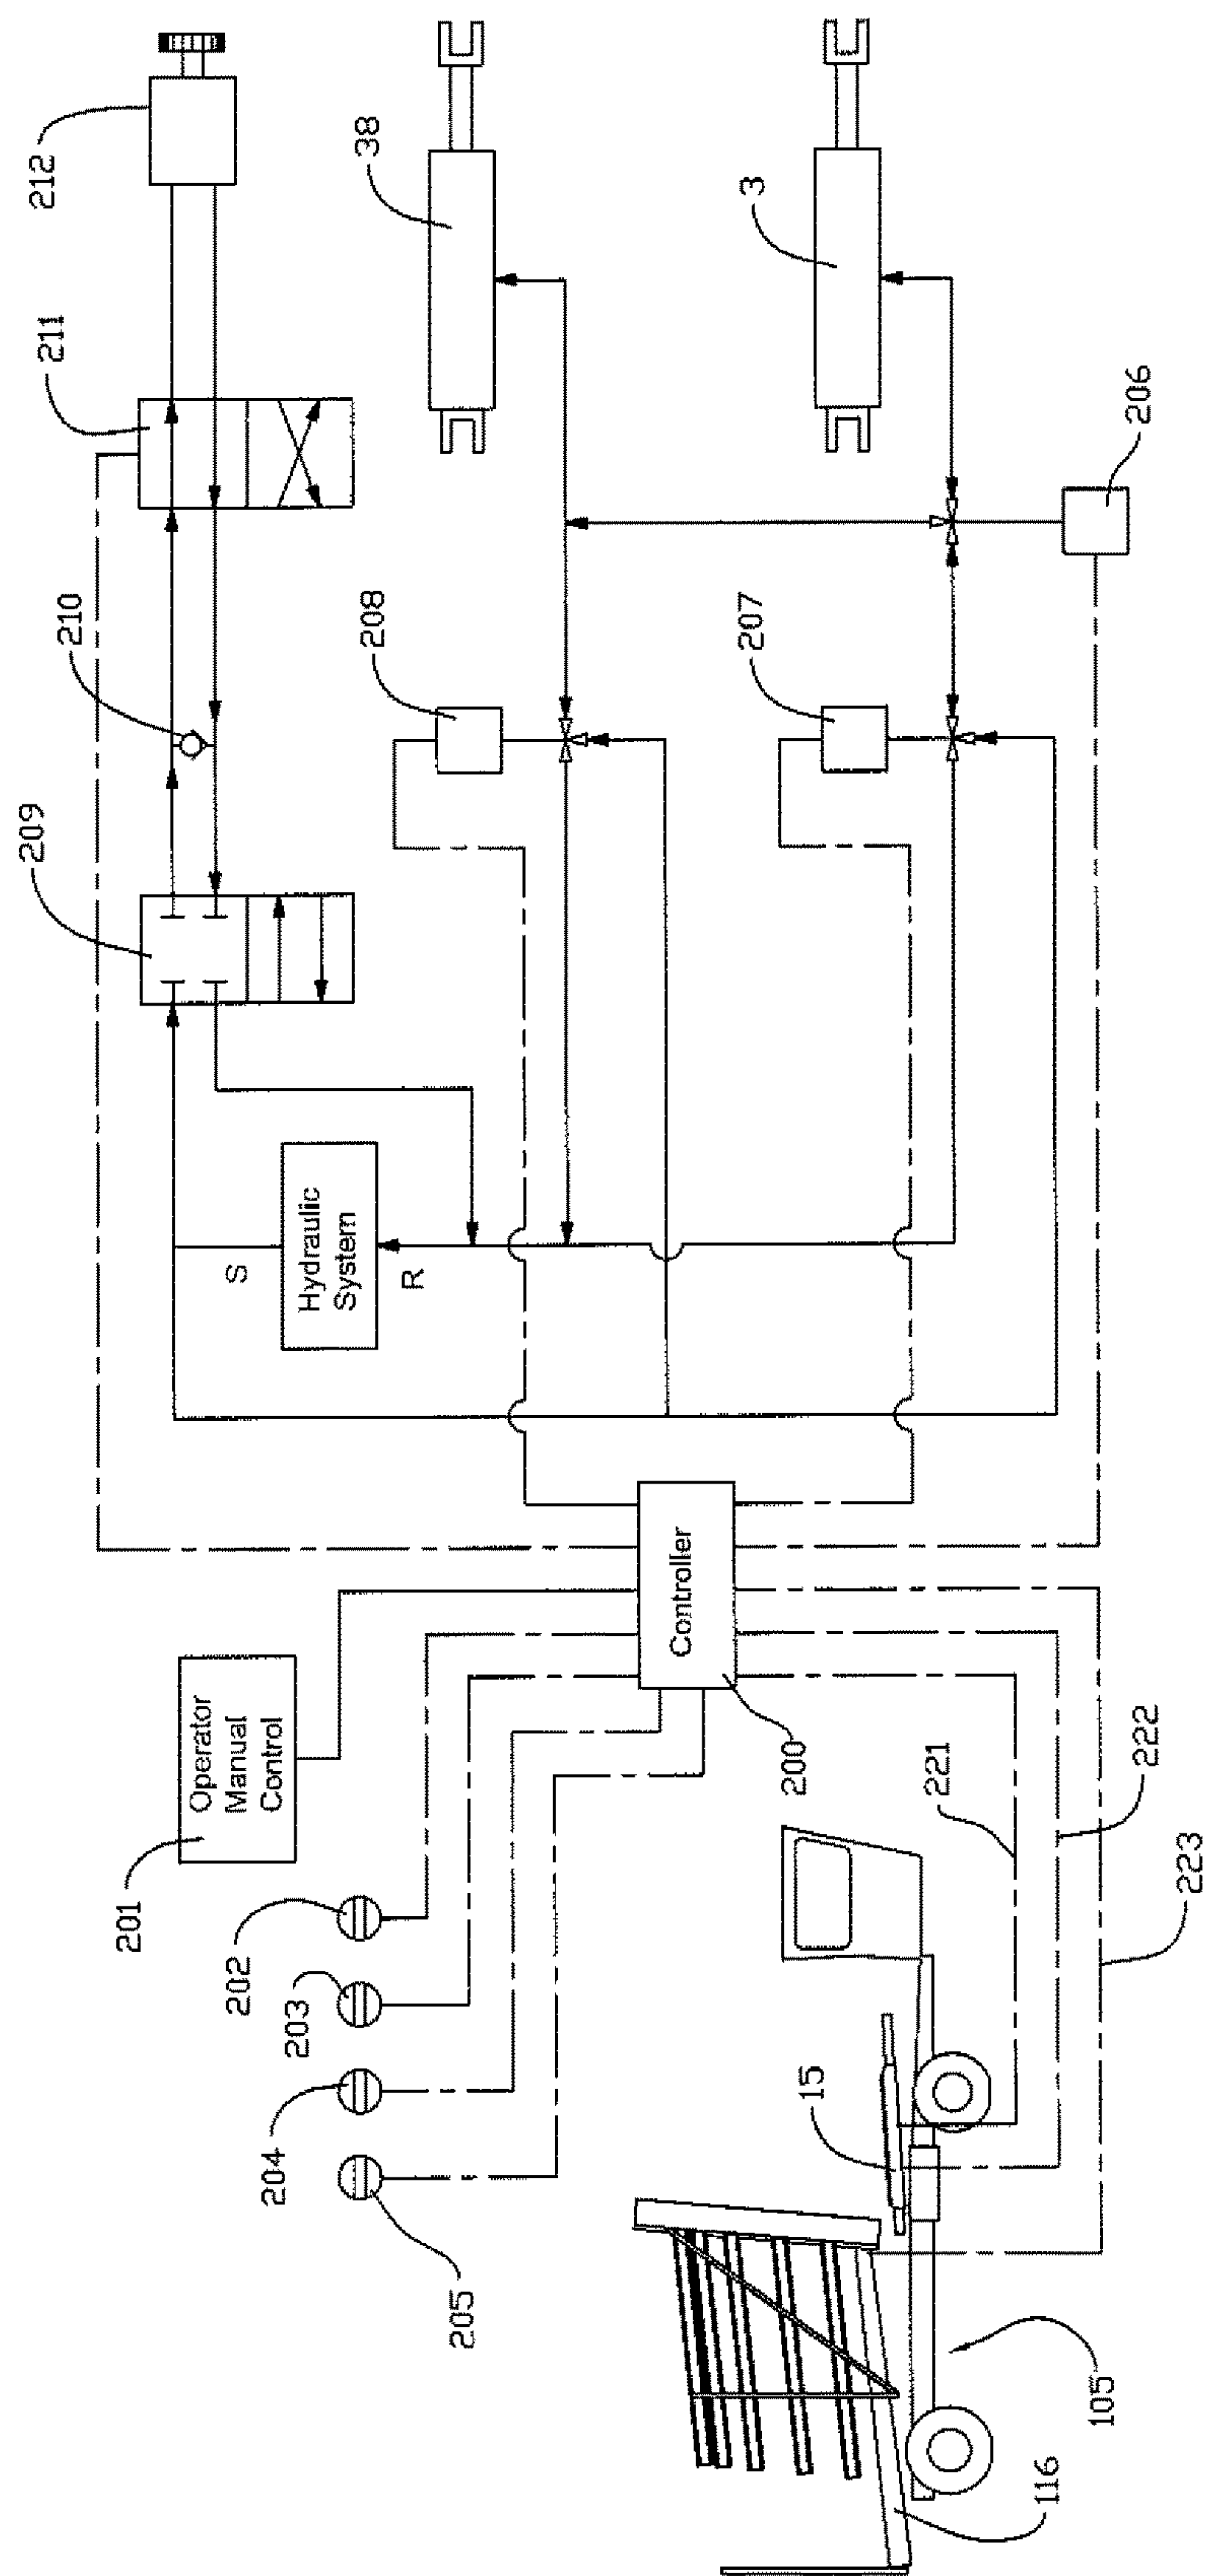 212
211
210
209
38
3
208
207
206
Hydraulic
System
S
R
Operator
Manual
Control
201
202
203
204
205
Controller
200
221
222
223
15
105
116